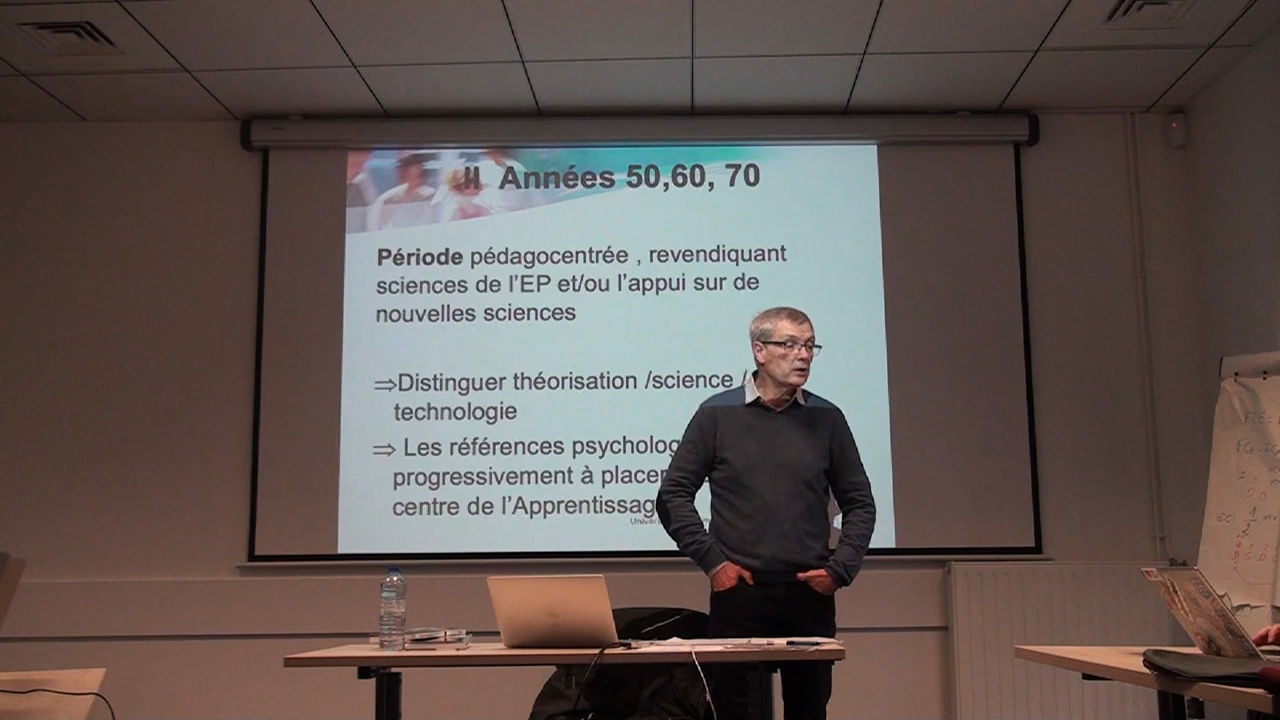 II Années 50,60, 70
Période pédagocentrée , revendiquant
sciences de l'EP et/ou l'appui sur de
nouvelles sciences
⇒Distinguer théorisation /science /
technologie
⇒ Les références psycholog
progressivement à placer
centre de l'Apprentissag